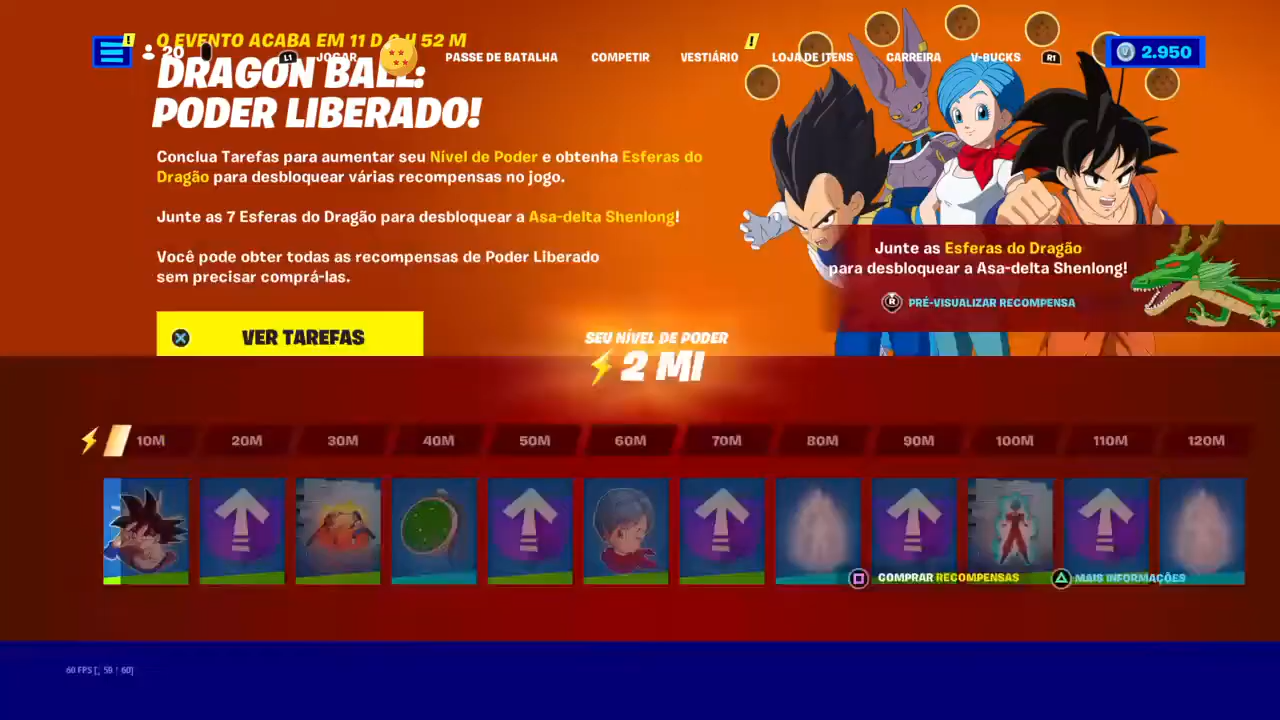 O EVENTO ACABA EM 11 D 52 M
20
L1 JOGAR PASSE DE BATALHA COMPETIR VESTIÁRIO LOJA DE ITENS CARREIRA V-BUCKS R1
2.950
DRAGON BALL:
PODER LIBERADO!
Conclua Tarefas para aumentar seu Nível de Poder e obtenha Esferas do
Dragão para desbloquear várias recompensas no jogo.
Junte as 7 Esferas do Dragão para desbloquear a Asa-delta Shenlong!
Você pode obter todas as recompensas de Poder Liberado
sem precisar comprá-las.
VER TAREFAS
Junte as Esferas do Dragão
para desbloquear a Asa-delta Shenlong!
R PRÉ-VISUALIZAR RECOMPENSA
SEU NÍVEL DE PODER
2 MI
10M 20M 30M 40M 50M 60M 70M 80M 90M 100M 110M 120M
COMPRAR RECOMPENSAS
MAIS INFORMAÇÕES
60 FPS [; 59 ! 60]